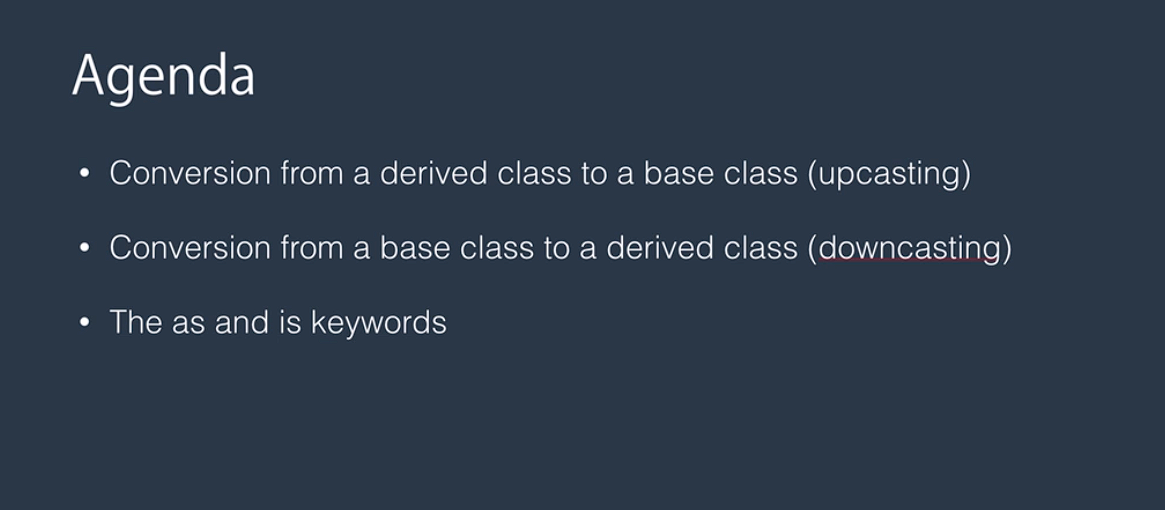 Agenda
• Conversion from a derived class to a base class (upcasting)
• Conversion from a base class to a derived class (downcasting)
• The as and is keywords